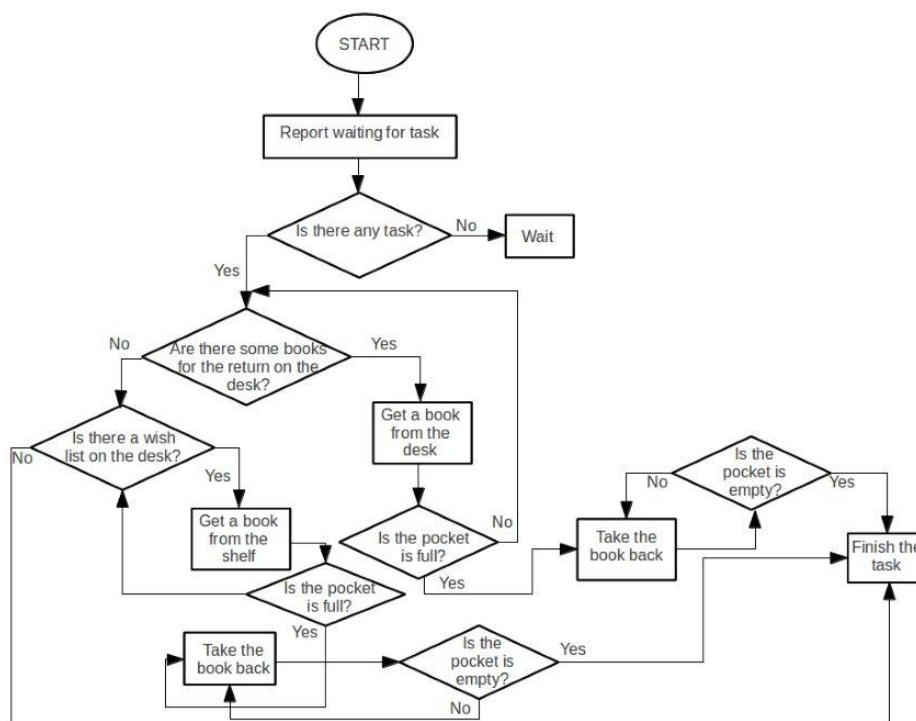 START
Report waiting for task
Is there any task?
No
Wait
Yes
Are there some books
for the return on the
desk?
No
Yes
Is there a wish
list on the desk?
No
Yes
Get a book
from the
desk
Get a book
from the
shelf
Is the pocket
is full?
No
Yes
Is the
pocket is
empty?
No
Yes
Take the
book back
Finish the
task
Is the pocket
is full?
Yes
Take the
book back
Is the
pocket is
empty?
Yes
No